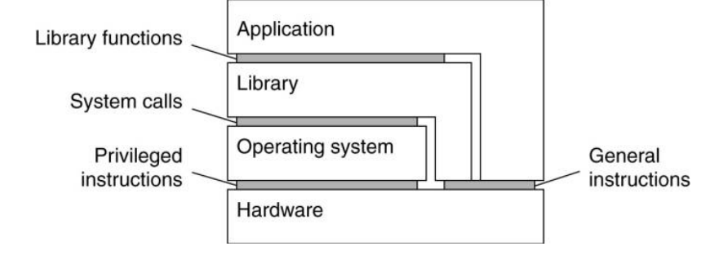 Application
Library functions
Library
System calls
Operating system
Privileged
instructions
General
instructions
Hardware